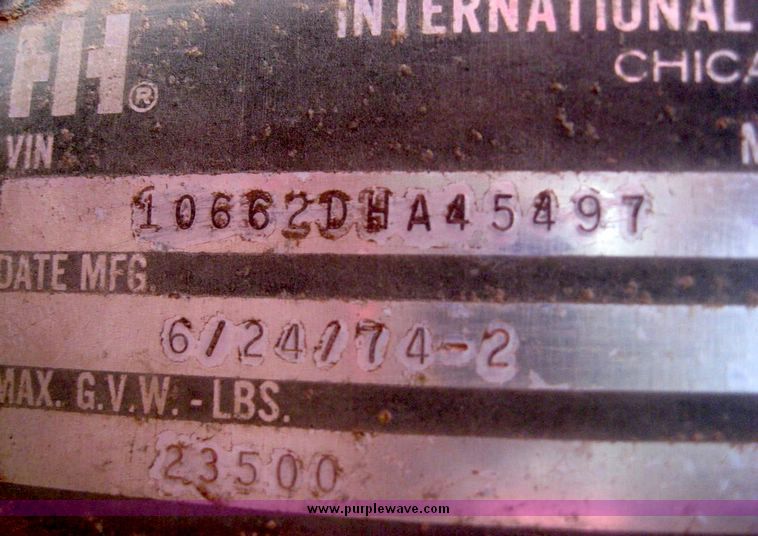 IH® INTERNATIONAL
CHICA
VIN M
10662DHA45497
DATE MFG.
6/24/74-2
MAX. G.V.W. - LBS.
23500
www.purplewave.com